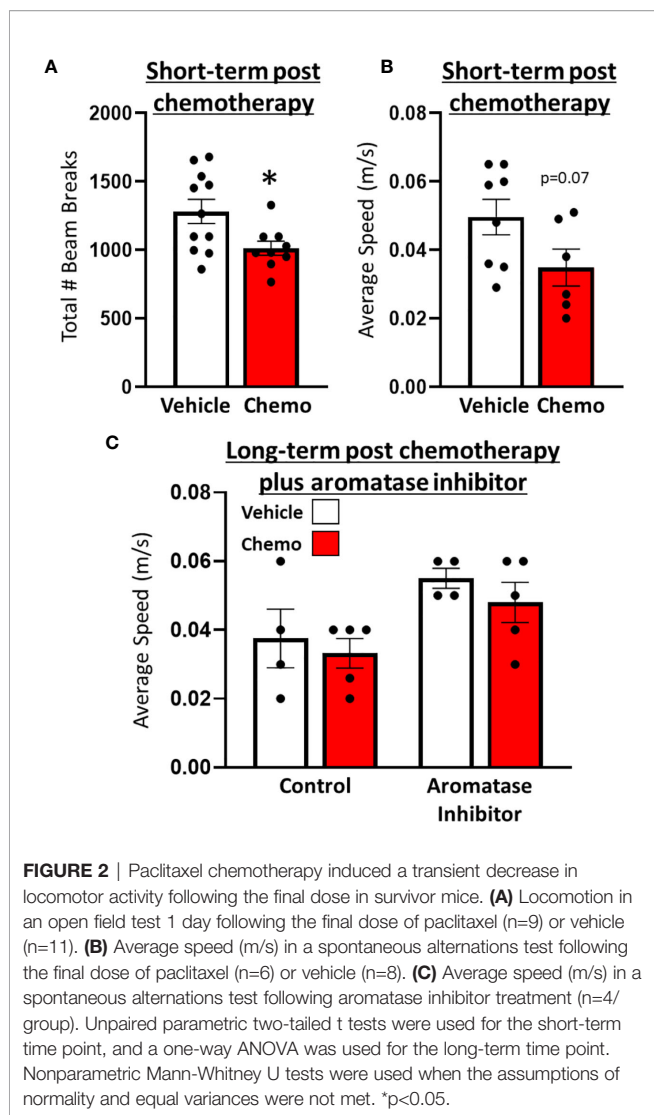 A
Short-term post
chemotherapy
Total # Beam Breaks
2000
1500
1000
500
0
*
Vehicle Chemo
B
Short-term post
chemotherapy
Average Speed (m/s)
0.08
0.06
0.04
0.02
0.00
p=0.07
Vehicle Chemo
C
Long-term post chemotherapy
plus aromatase inhibitor
Average Speed (m/s)
0.08
0.06
0.04
0.02
0.00
Vehicle
Chemo
Control
Aromatase
Inhibitor
FIGURE 2 | Paclitaxel chemotherapy induced a transient decrease in
locomotor activity following the final dose in survivor mice. (A) Locomotion in
an open field test 1 day following the final dose of paclitaxel (n=9) or vehicle
(n=11). (B) Average speed (m/s) in a spontaneous alternations test following
the final dose of paclitaxel (n=6) or vehicle (n=8). (C) Average speed (m/s) in a
spontaneous alternations test following aromatase inhibitor treatment (n=4/
group). Unpaired parametric two-tailed t tests were used for the short-term
time point, and a one-way ANOVA was used for the long-term time point.
Nonparametric Mann-Whitney U tests were used when the assumptions of
normality and equal variances were not met. *p<0.05.